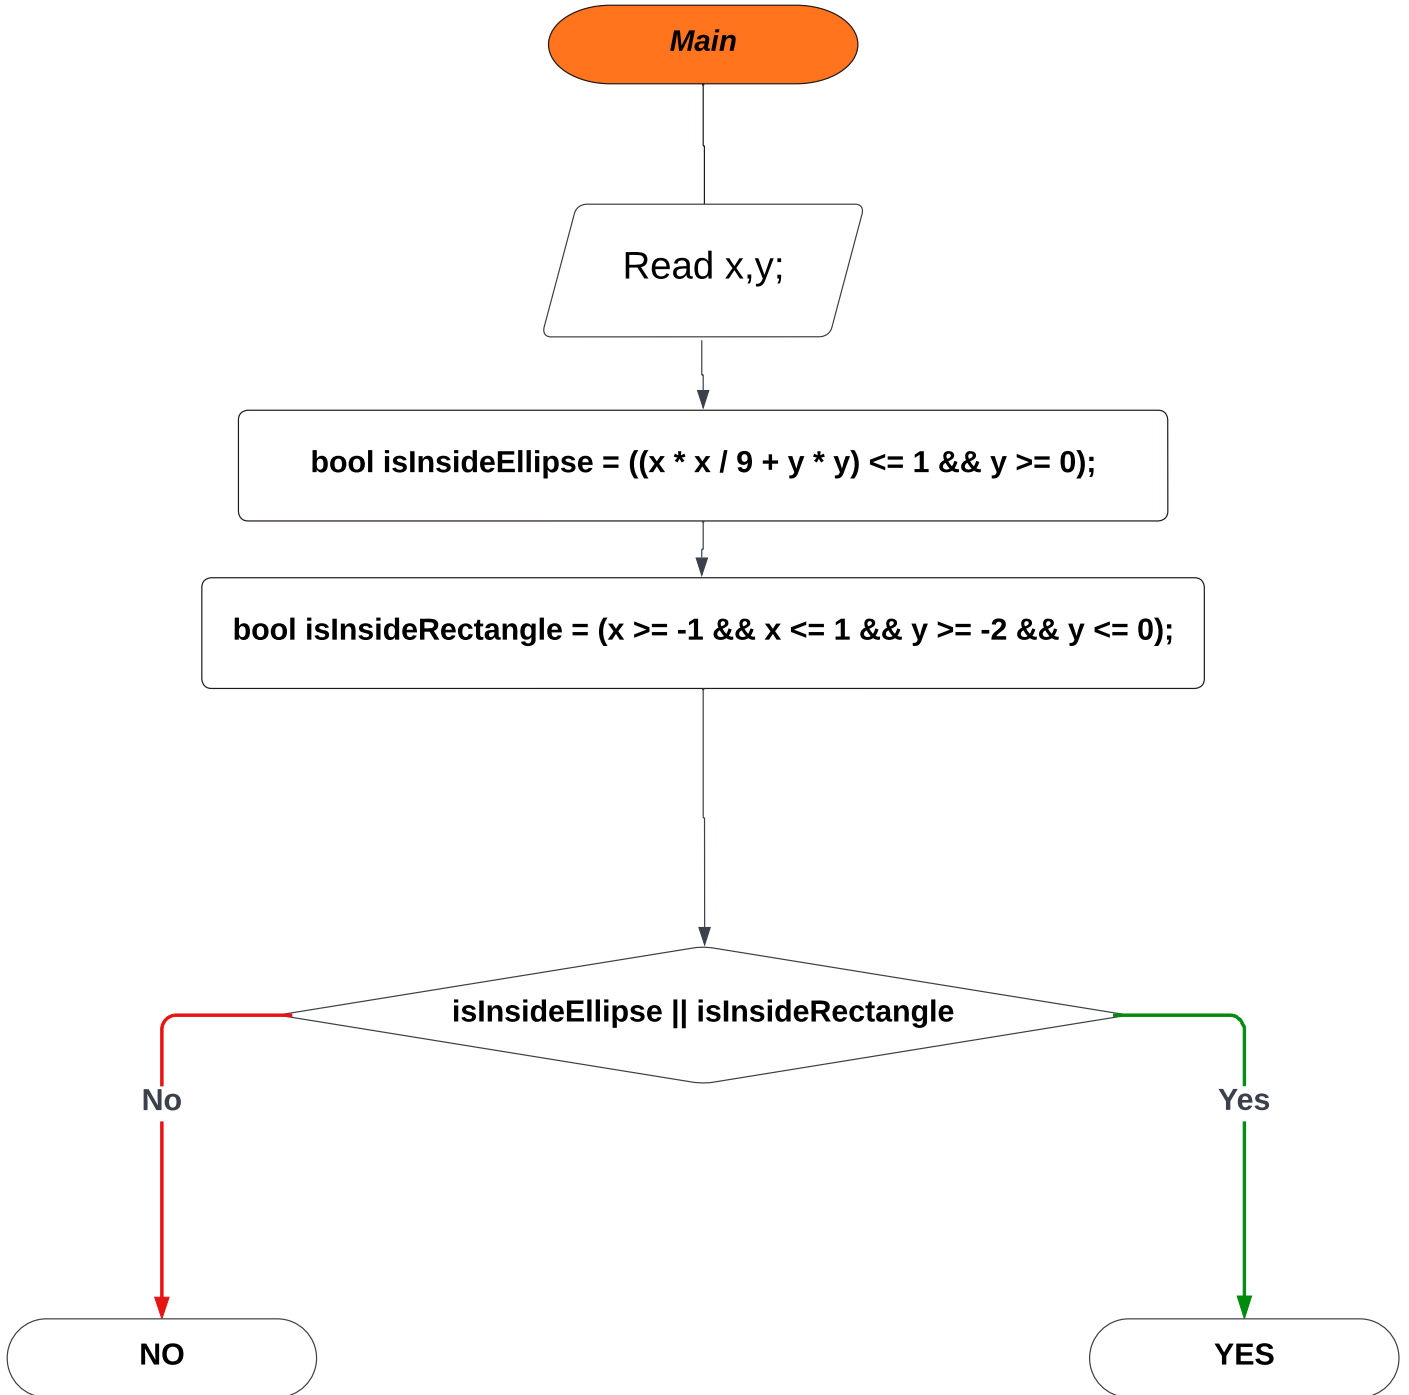 Main
Read x,y;
bool isInsideEllipse = ((x * x / 9 + y * y) <= 1 && y >= 0);
bool isInsideRectangle = (x >= -1 && x <= 1 && y >= -2 && y <= 0);
isInsideEllipse || isInsideRectangle
No
Yes
NO
YES